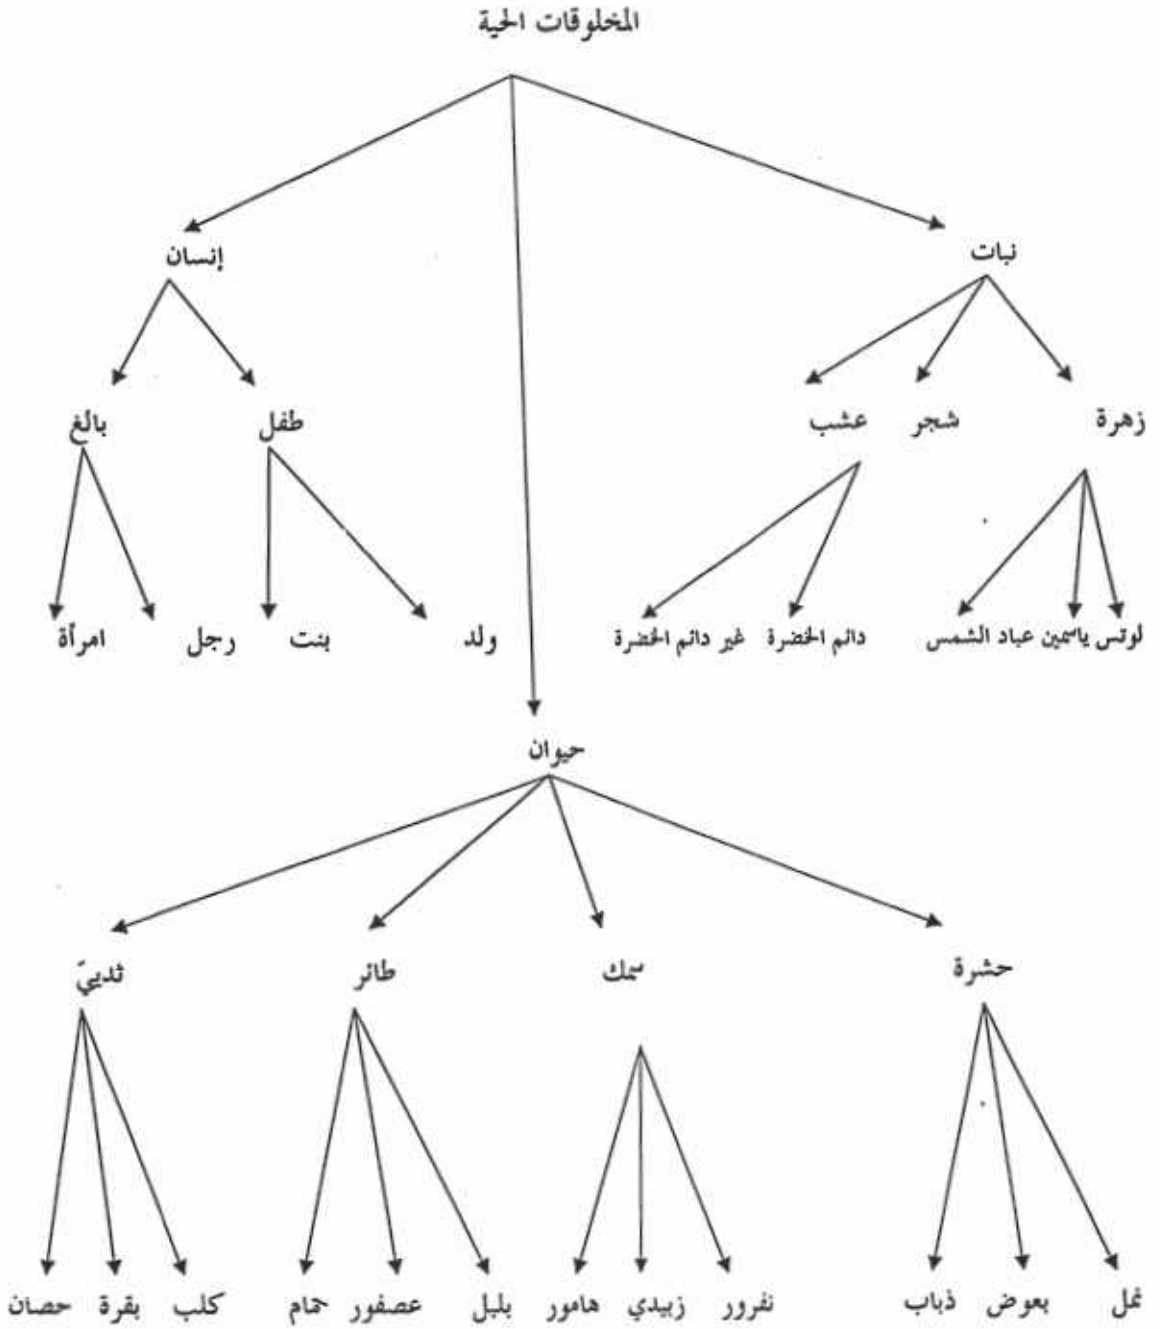 المخلوقات الحية
نبات إنسان
زهرة شجر عشب طفل بالغ
لوتس ياسمين عباد الشمس دائم الخضرة غير دائم الخضرة ولد بنت رجل امرأة
حيوان
حشرة سمك طائر ثدييّ
نمل بعوض ذباب نفرور زبيدي هامور بلبل عصفور حمام كلب بقرة حصان